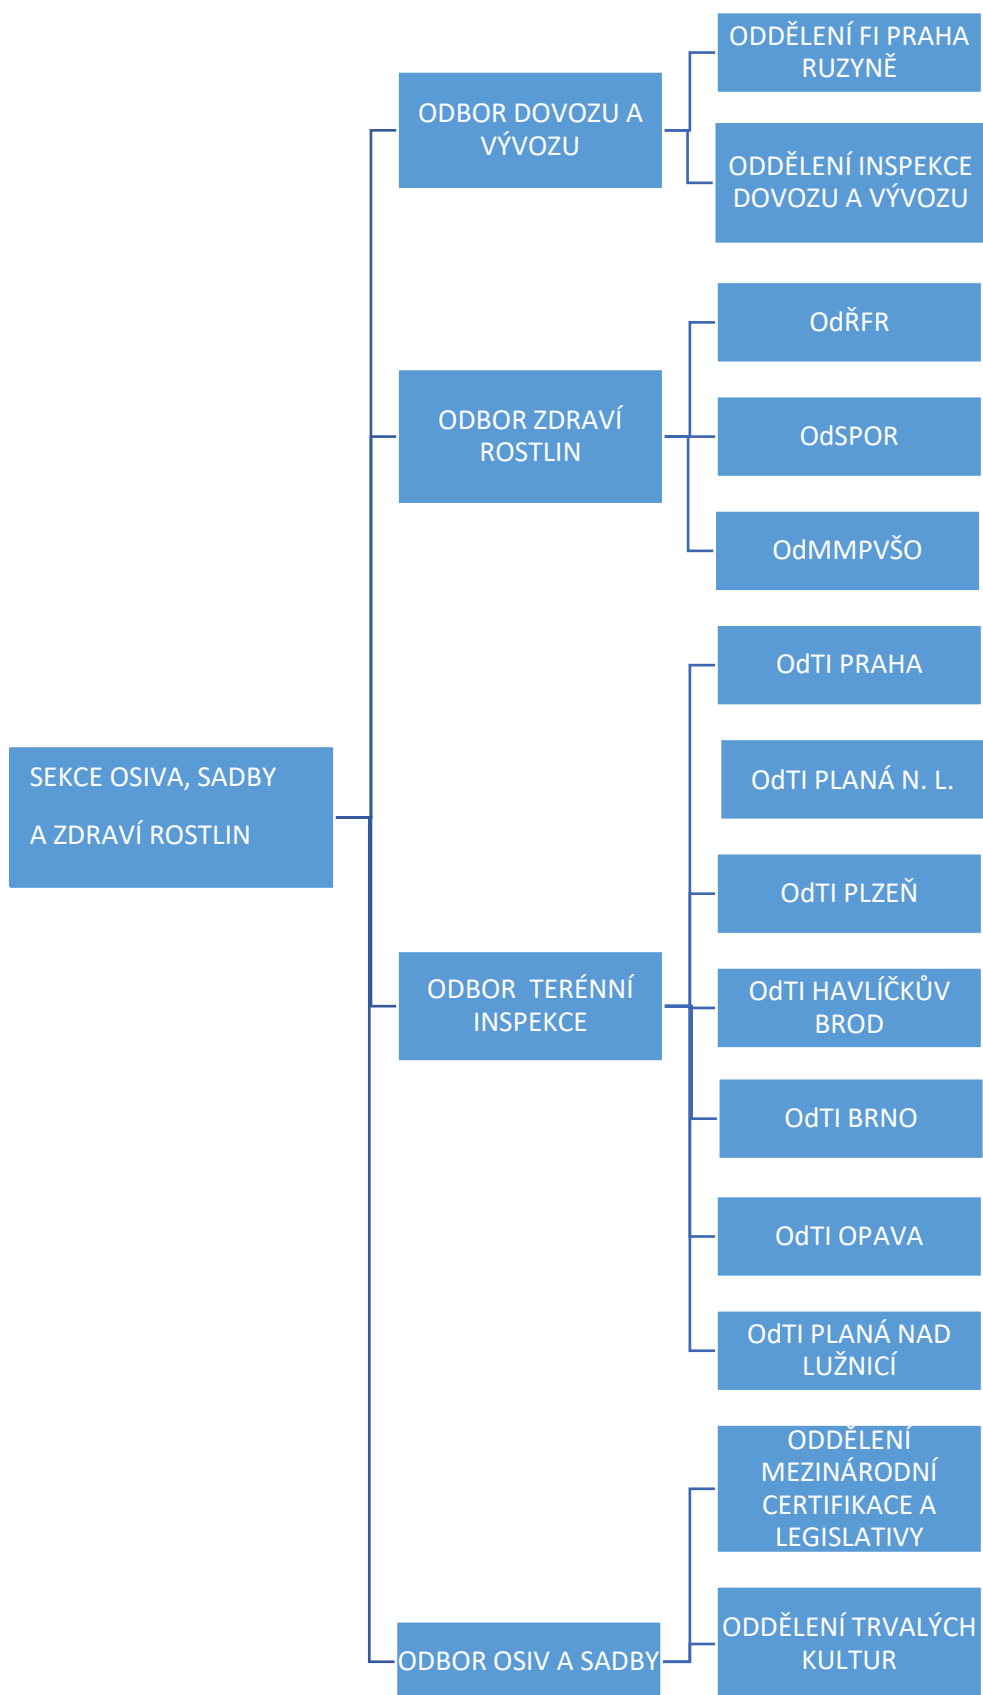 SEKCE OSIVA, SADBY
A ZDRAVÍ ROSTLIN
ODBOR DOVOZU A
VÝVOZU
ODDĚLENÍ FI PRAHA
RUZYNĚ
ODDĚLENÍ INSPEKCE
DOVOZU A VÝVOZU
ODBOR ZDRAVÍ
ROSTLIN
OdŘFR
OdSPOR
OdMMPVŠO
ODBOR TERÉNNÍ
INSPEKCE
OdTI PRAHA
OdTI PLANÁ N. L.
OdTI PLZEŇ
OdTI HAVLÍČKŮV
BROD
OdTI BRNO
OdTI OPAVA
OdTI PLANÁ NAD
LUŽNICÍ
ODBOR OSIV A SADBY
ODDĚLENÍ
MEZINÁRODNÍ
CERTIFIKACE A
LEGISLATIVY
ODDĚLENÍ TRVALÝCH
KULTUR